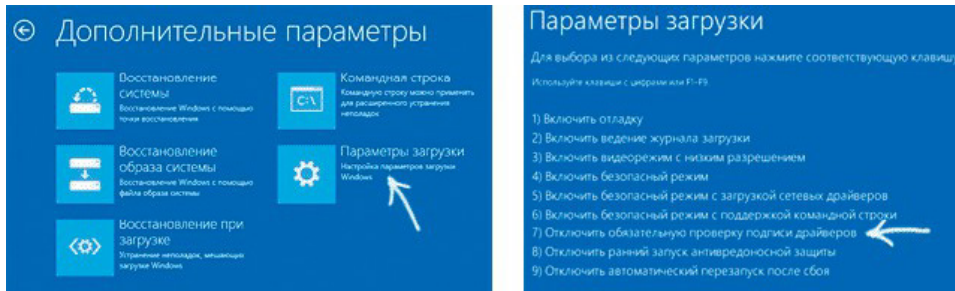 Дополнительные параметры
Восстановление
системы
Восстановление Windows с помощью
точки восстановления
Восстановление
образа системы
Восстановление Windows с помощью
файла образа системы
Восстановление при
загрузке
Устранение неполадок, мешающих
загрузке Windows
Командная строка
Командную строку можно применять
для расширенного устранения
неполадок
C:\
Параметры загрузки
Настройка параметров загрузки
Windows
Параметры загрузки
Для выбора из следующих параметров нажмите соответствующую клавишу
Используйте клавиши с цифрами или F1–F9.
1) Включить отладку
2) Включить ведение журнала загрузки
3) Включить видеорежим с низким разрешением
4) Включить безопасный режим
5) Включить безопасный режим с загрузкой сетевых драйверов
6) Включить безопасный режим с поддержкой командной строки
7) Отключить обязательную проверку подписи драйверов
8) Отключить ранний запуск антивредоносной защиты
9) Отключить автоматический перезапуск после сбоя